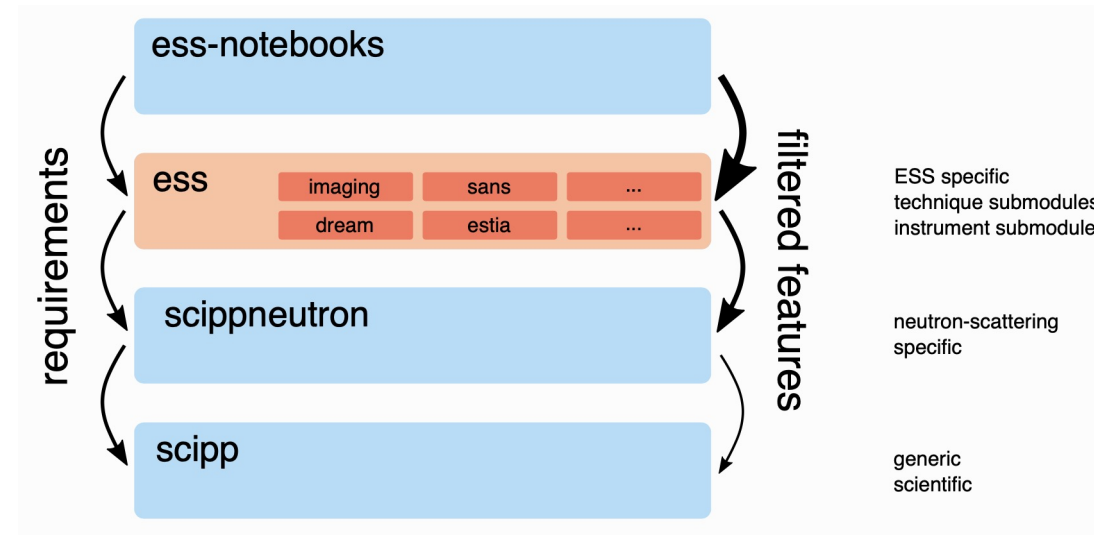 ess-notebooks
requirements
filtered features
ess
imaging
sans
...
dream
estia
...
ESS specific
technique submodules
instrument submodule
scippneutron
neutron-scattering
specific
scipp
generic
scientific